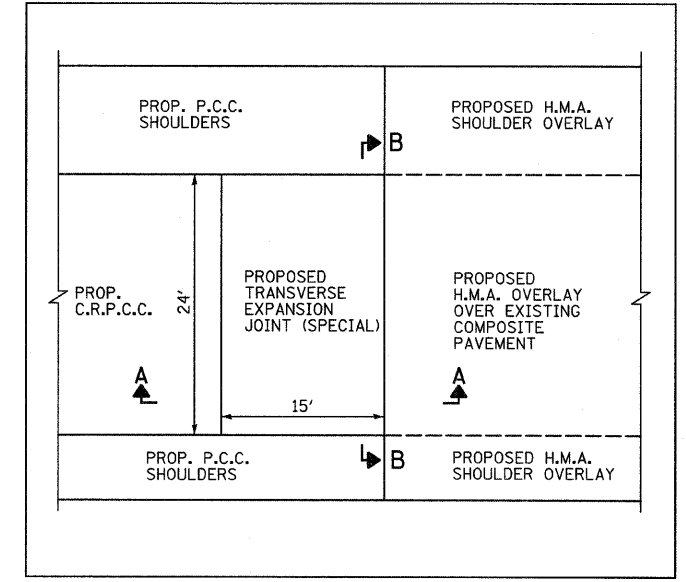 PROP. P.C.C.
SHOULDERS
PROPOSED H.M.A.
SHOULDER OVERLAY
B
PROP.
C.R.P.C.C.
24'
PROPOSED
TRANSVERSE
EXPANSION
JOINT (SPECIAL)
PROPOSED
H.M.A. OVERLAY
OVER EXISTING
COMPOSITE
PAVEMENT
A
A
15'
PROP. P.C.C.
SHOULDERS
B
PROPOSED H.M.A.
SHOULDER OVERLAY